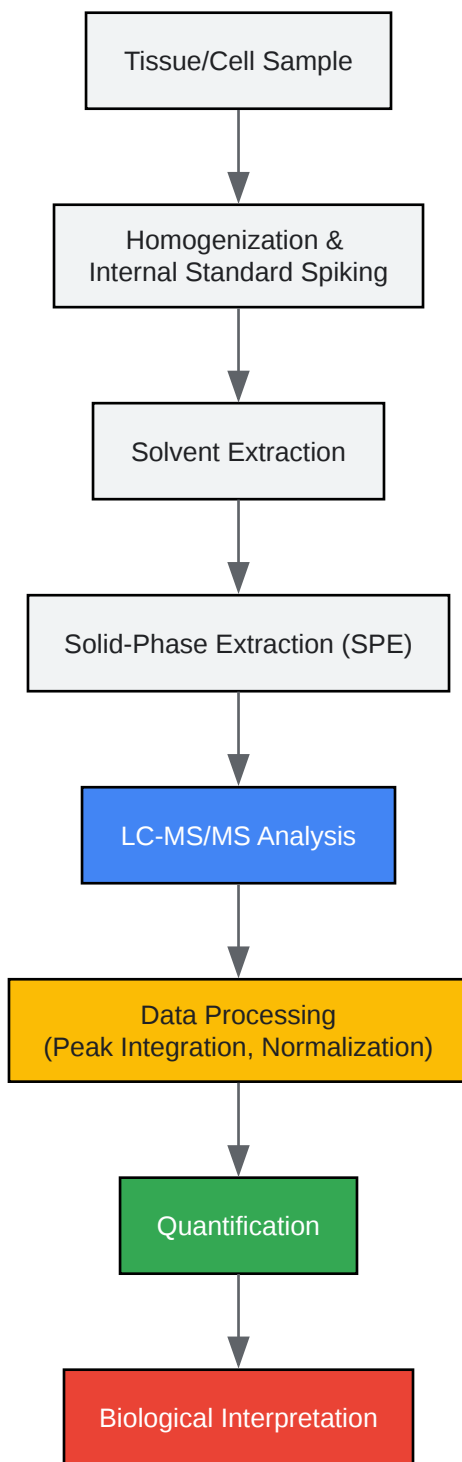 Tissue/Cell Sample
Homogenization &
Internal Standard Spiking
Solvent Extraction
Solid-Phase Extraction (SPE)
LC-MS/MS Analysis
Data Processing
(Peak Integration, Normalization)
Quantification
Biological Interpretation